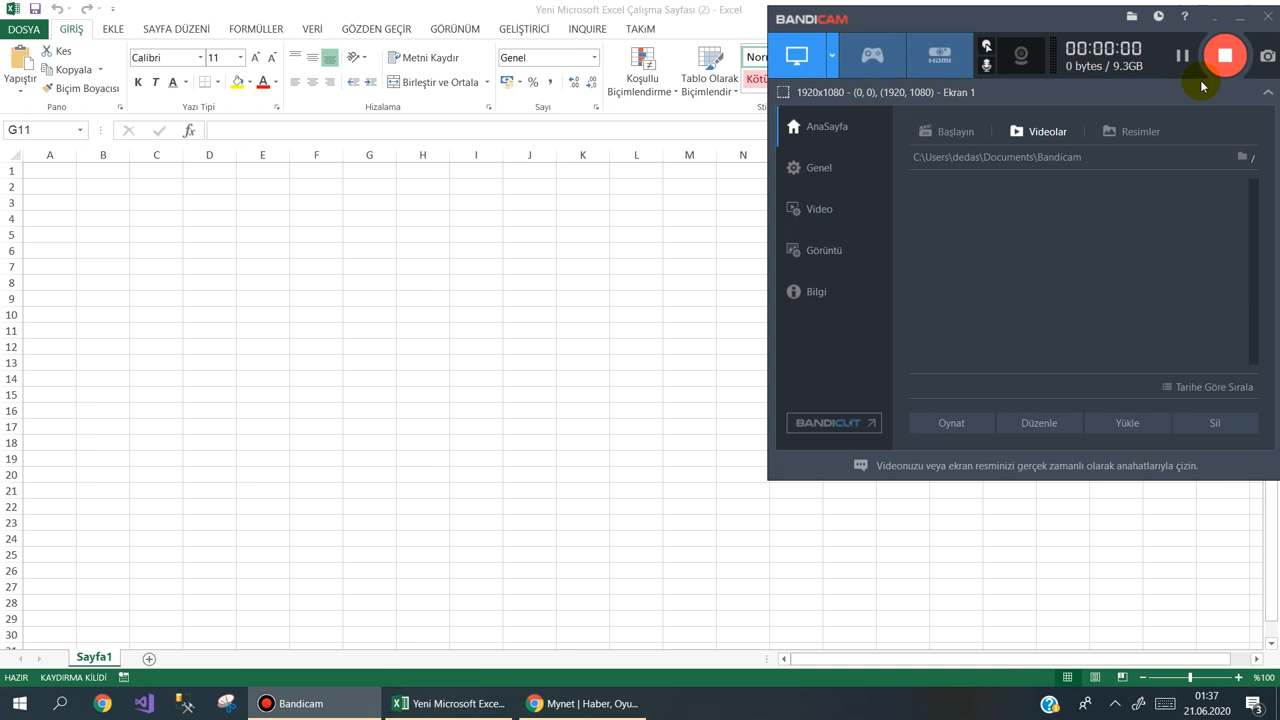 Yeni Microsoft Excel Çalışma Sayfası (2) - Excel
DOSYA GİRİŞ EKLE SAYFA DÜZENİ FORMÜLLER VERİ GÖZDEN GEÇİR GÖRÜNÜM GELİŞTİRİCİ INQUIRE TAKIM
Yapıştır
Kopyala
Biçim Boyacısı
Calibri 11
K T A
Yazı Tipi
Metni Kaydır
Birleştir ve Ortala
Hizalama
Genel
Sayı
Koşullu Biçimlendirme
Tablo Olarak Biçimlendir
G11
fx
A B C D E F G H I J K L M N
1
2
3
4
5
6
7
8
9
10
11
12
13
14
15
16
17
18
19
20
21
22
23
24
25
26
27
28
29
30
BANDICAM
HDMI
00:00:00
0 bytes / 9.3GB
1920x1080 - (0, 0), (1920, 1080) - Ekran 1
AnaSayfa
Genel
Video
Görüntü
Bilgi
BANDICUT
Başlayın Videolar Resimler
C:\Users\dedas\Documents\Bandicam
/
Tarihe Göre Sırala
Oynat Düzenle Yükle Sil
Videonuzu veya ekran resminizi gerçek zamanlı olarak anahatlarıyla çizin.
Sayfa1
HAZIR KAYDIRMA KİLİDİ
%100
Bandicam
Yeni Microsoft Exce...
Mynet | Haber, Oyu...
01:37
21.06.2020
3